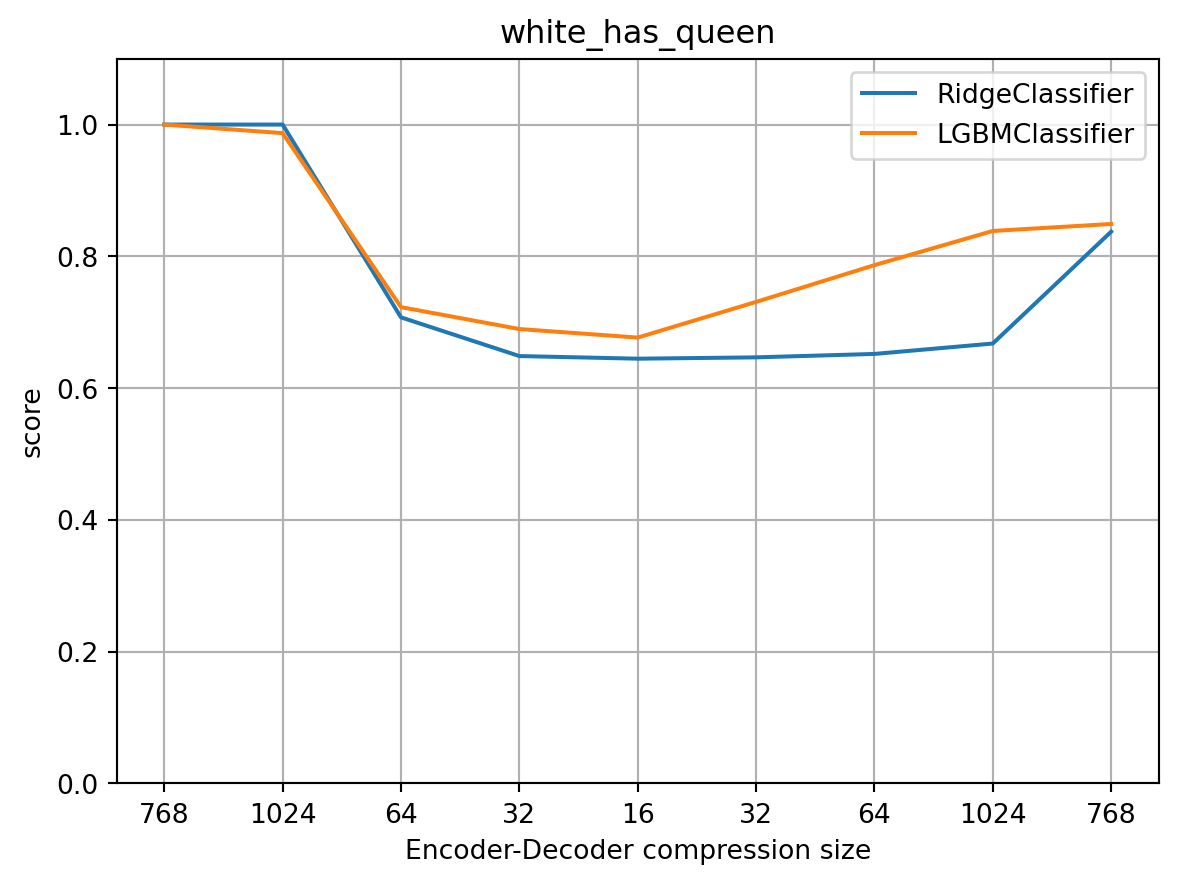 white_has_queen
RidgeClassifier
LGBMClassifier
score
1.0
0.8
0.6
0.4
0.2
0.0
768 1024 64 32 16 32 64 1024 768
Encoder-Decoder compression size